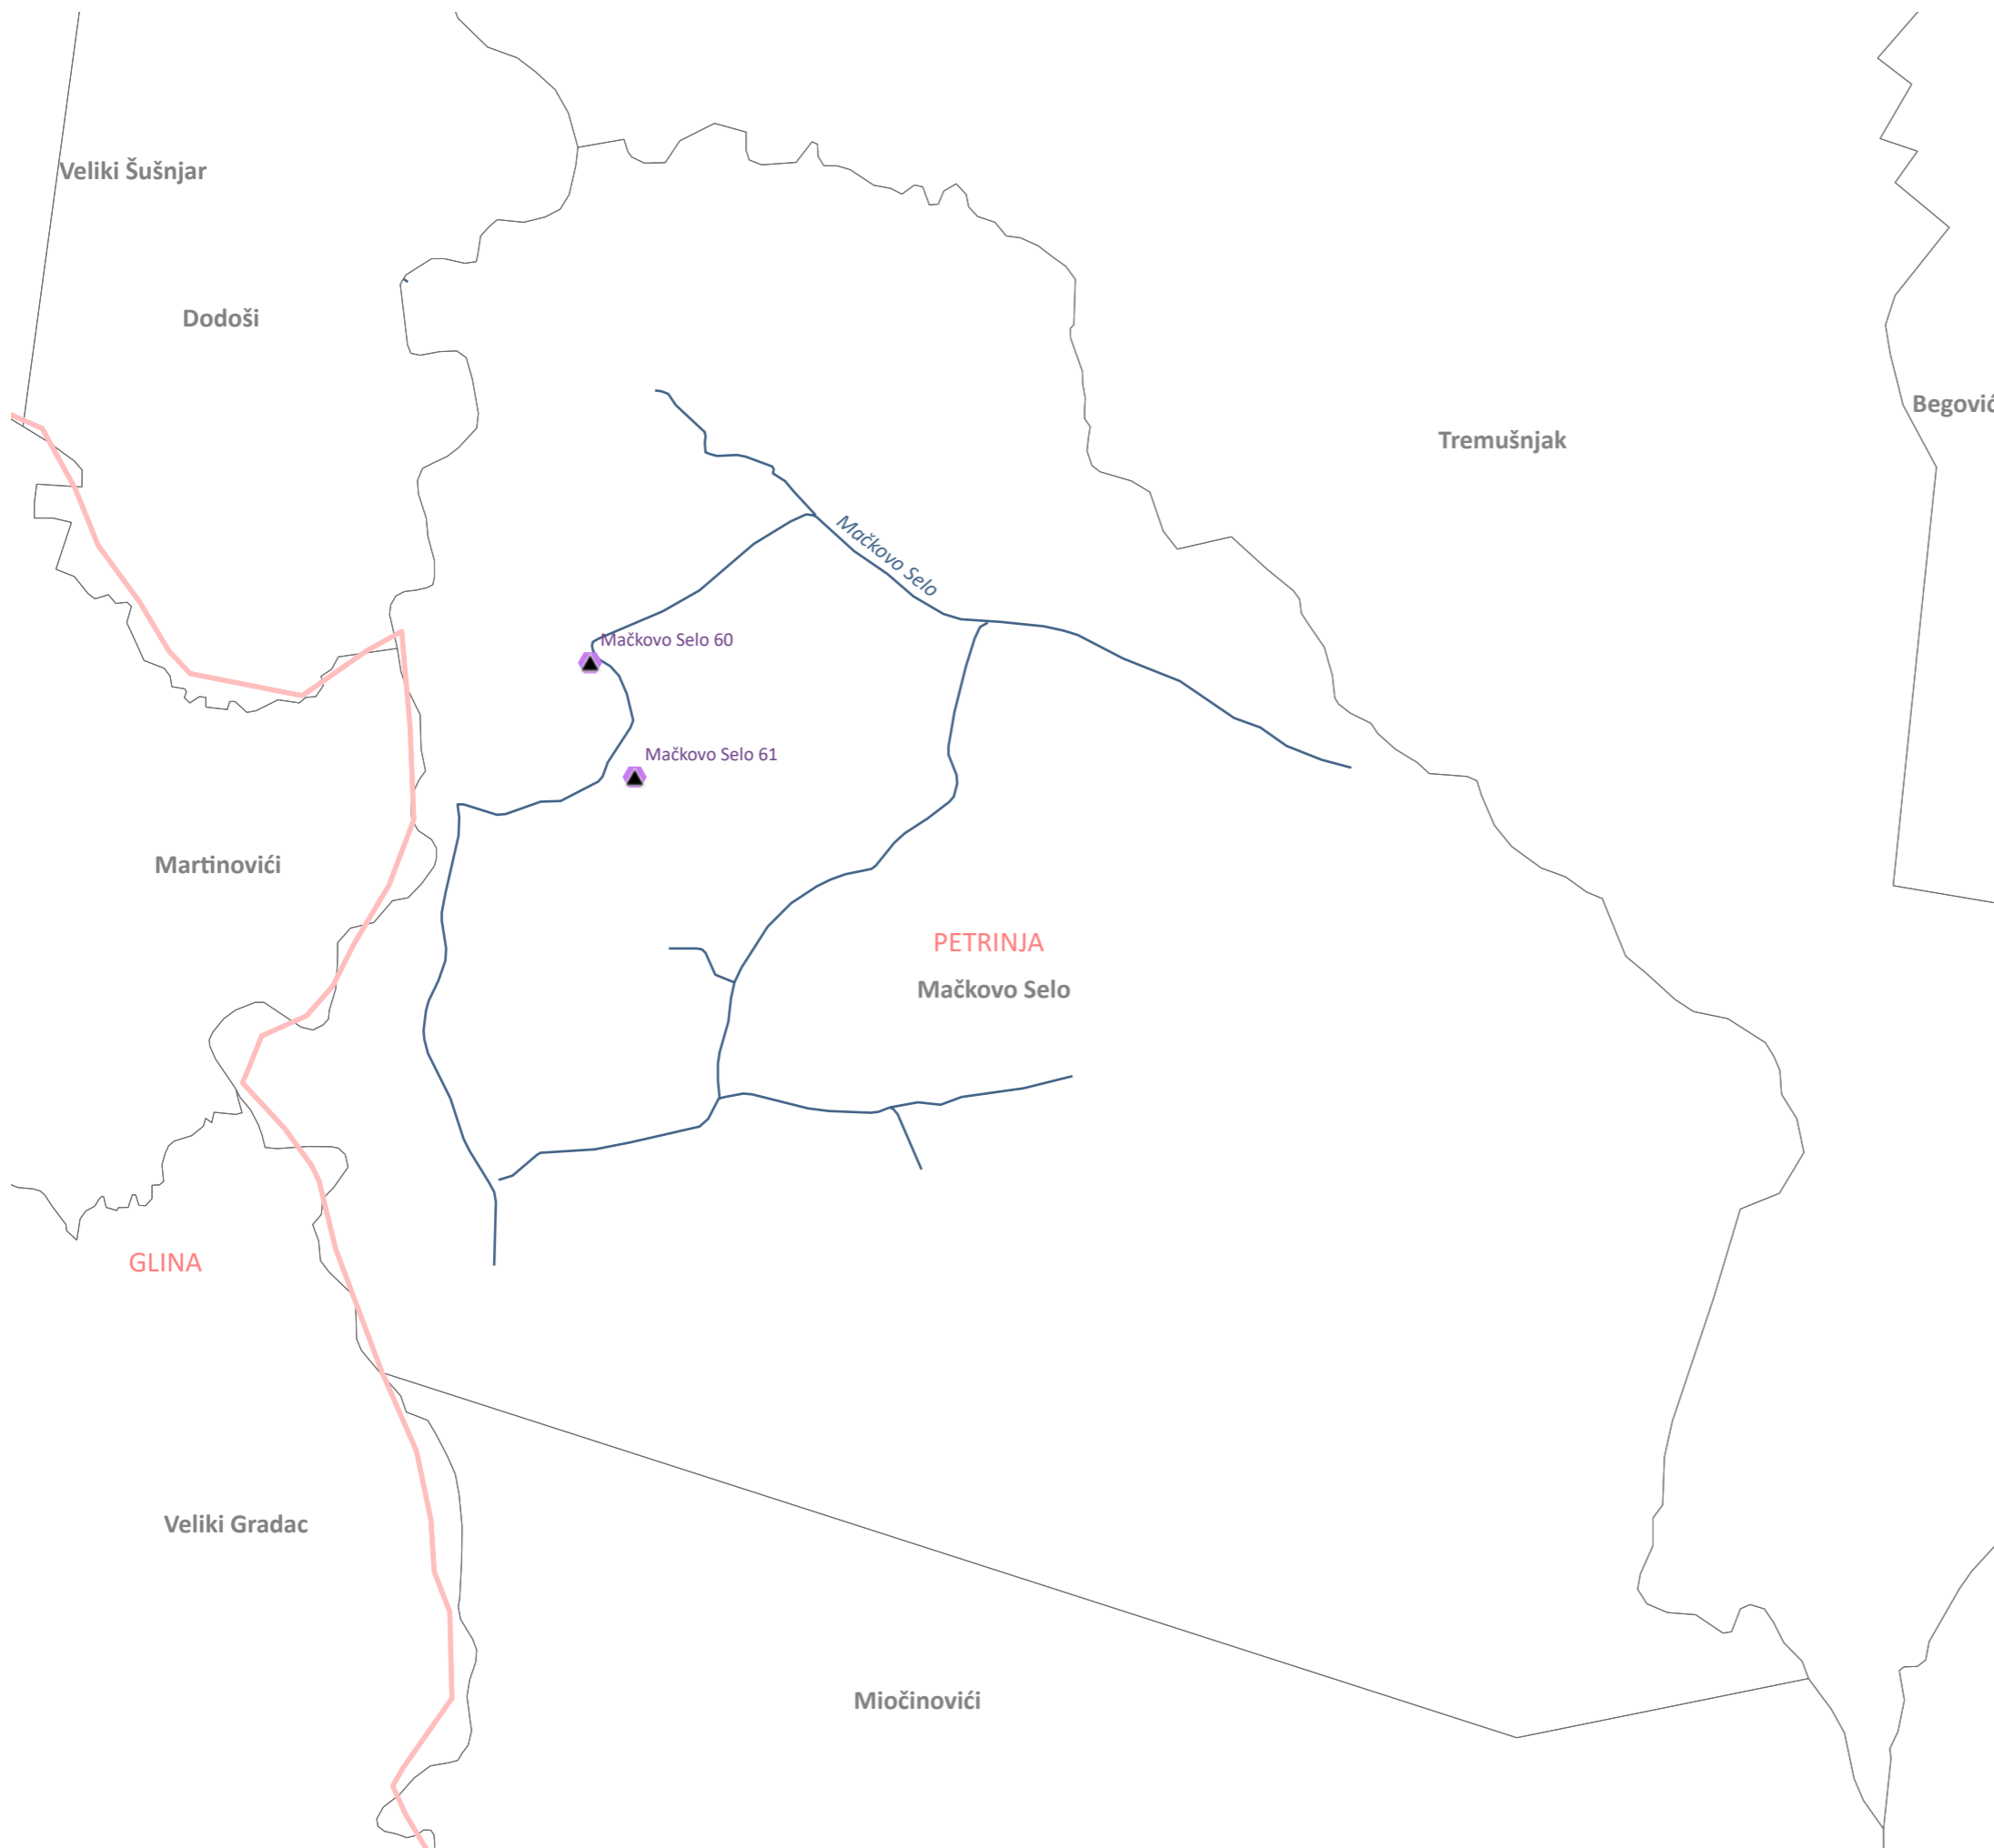 Veliki Šušnjar
Dodoši
Begović
Tremušnjak
Mačkovo Selo
Mačkovo Selo 60
Mačkovo Selo 61
Martinovići
PETRINJA
Mačkovo Selo
GLINA
Veliki Gradac
Miočinovići